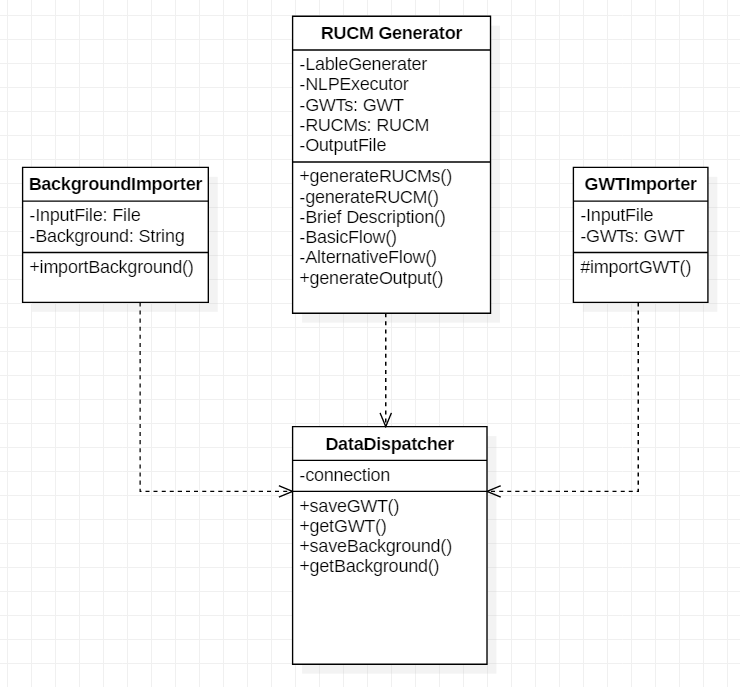 RUCM Generator
-LableGenerater
-NLPExecutor
-GWTs: GWT
-RUCMs: RUCM
-OutputFile
+generateRUCMs()
-generateRUCM()
-Brief Description()
-BasicFlow()
-AlternativeFlow()
+generateOutput()
BackgroundImporter
-InputFile: File
-Background: String
+importBackground()
GWTImporter
-InputFile
-GWTs: GWT
#importGWT()
DataDispatcher
-connection
+saveGWT()
+getGWT()
+saveBackground()
+getBackground()